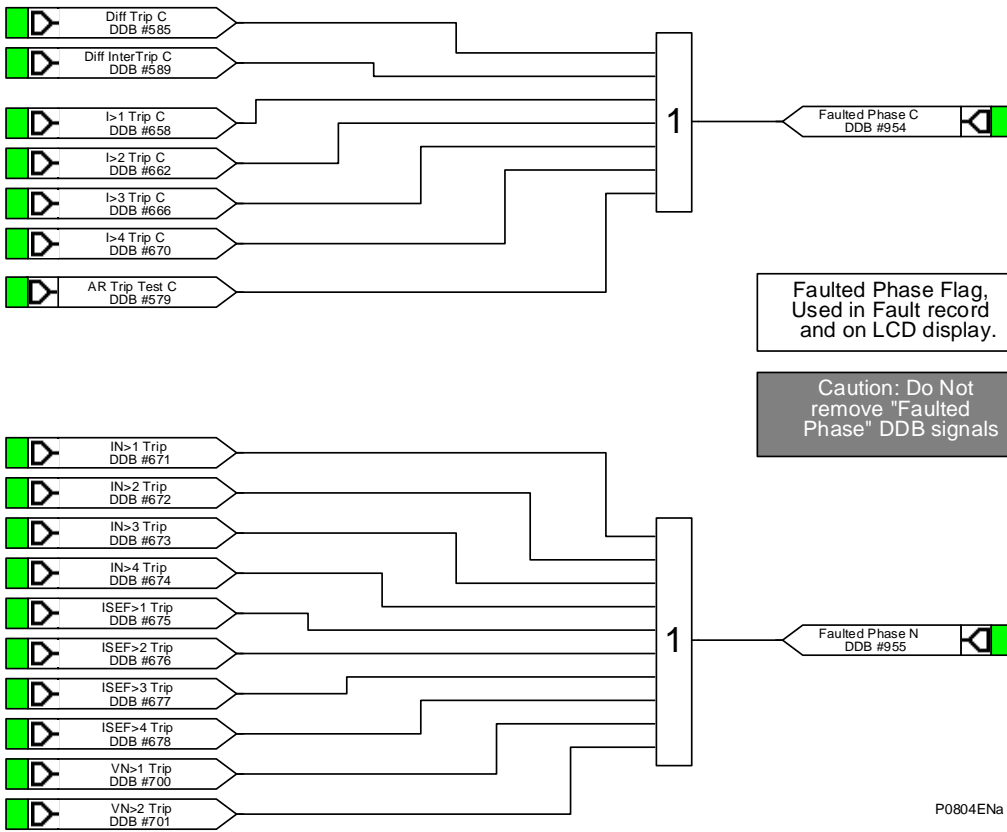 Diff Trip C
DDB #585
Diff InterTrip C
DDB #589
I>1 Trip C
DDB #658
I>2 Trip C
DDB #662
I>3 Trip C
DDB #666
I>4 Trip C
DDB #670
AR Trip Test C
DDB #579
1
Faulted Phase C
DDB #954
Faulted Phase Flag,
Used in Fault record
and on LCD display.
Caution: Do Not
remove "Faulted
Phase" DDB signals
IN>1 Trip
DDB #671
IN>2 Trip
DDB #672
IN>3 Trip
DDB #673
IN>4 Trip
DDB #674
ISEF>1 Trip
DDB #675
ISEF>2 Trip
DDB #676
ISEF>3 Trip
DDB #677
ISEF>4 Trip
DDB #678
VN>1 Trip
DDB #700
VN>2 Trip
DDB #701
1
Faulted Phase N
DDB #955
P0804ENa